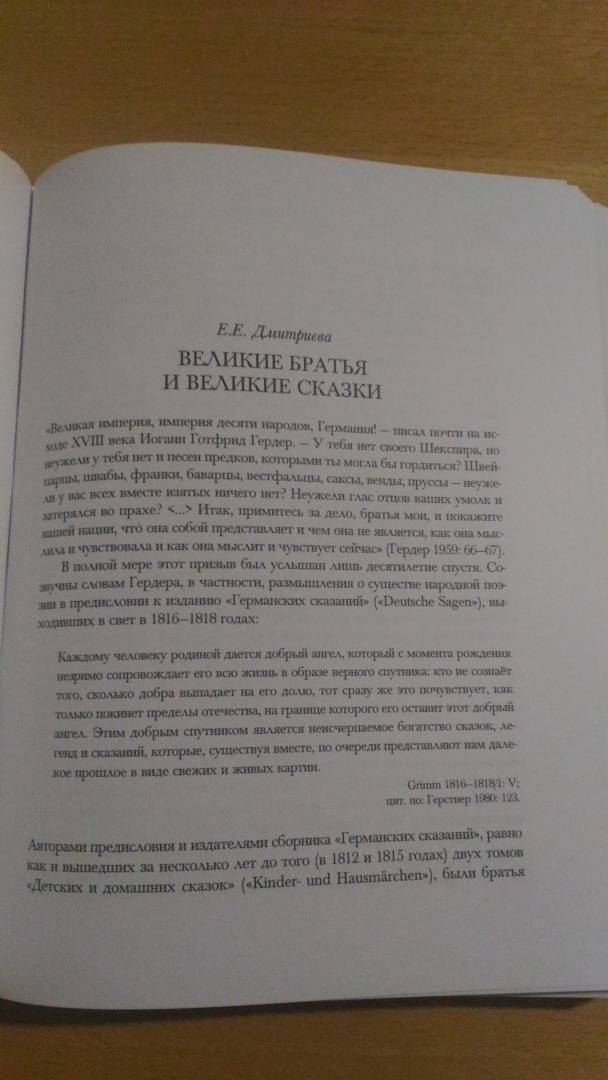 Е.Е. Дмитриева
ВЕЛИКИЕ БРАТЬЯ
И ВЕЛИКИЕ СКАЗКИ
«Великая империя, империя десяти народов, Германия! — писал почти на ис-
ходе XVIII века Иоганн Готфрид Гердер. — У тебя нет своего Шекспира, но
неужели у тебя нет и песен предков, которыми ты могла бы гордиться? Швей-
царцы, швабы, франки, баварцы, вестфальцы, саксы, венды, пруссы — неуже-
ли у вас всех вместе взятых ничего нет? Неужели глас отцов ваших умолк и
затерялся во прахе? <...> Итак, примитесь за дело, братья мои, и покажите
нашей нации, что́ она собой представляет и чем она не является, как она мыс-
лила и чувствовала и как она мыслит и чувствует сейчас» (Гердер 1959: 66–67).
В полной мере этот призыв был услышан лишь десятилетие спустя. Со-
звучны словам Гердера, в частности, размышления о существе народной поэ-
зии в предисловии к изданию «Германских сказаний» («Deutsche Sagen»), вы-
ходивших в свет в 1816–1818 годах:
Каждому человеку родиной дается добрый ангел, который с момента рождения
незримо сопровождает его всю жизнь в образе верного спутника: кто не сознаёт
того, сколько добра выпадает на его долю, тот сразу же это почувствует, как
только покинет пределы отечества, на границе которого его оставит этот добрый
ангел. Этим добрым спутником является неисчерпаемое богатство сказок, ле-
генд и сказаний, которые, существуя вместе, по очереди представляют нам дале-
кое прошлое в виде свежих и живых картин.
Grimm 1816–1818/1: V;
цит. по: Герстнер 1980: 123.
Авторами предисловия и издателями сборника «Германских сказаний», равно
как и вышедших за несколько лет до того (в 1812 и 1815 годах) двух томов
«Детских и домашних сказок» («Kinder- und Hausmärchen»), были братья